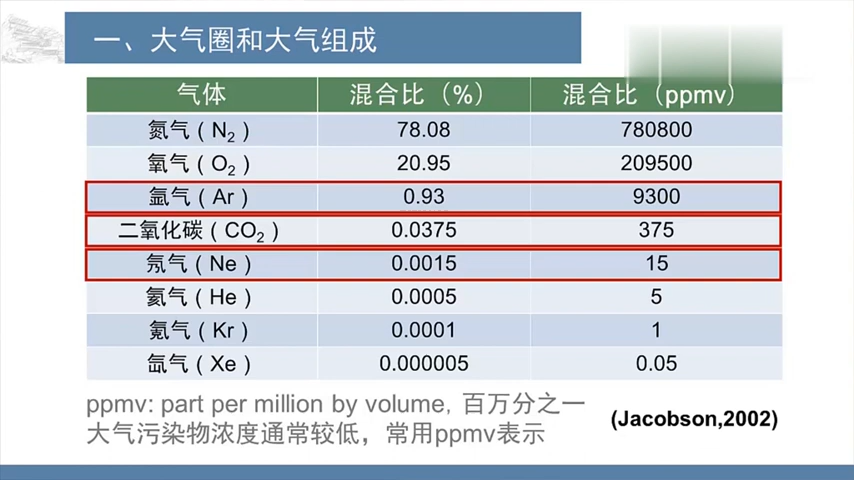 一、大气圈和大气组成
气体 混合比（%） 混合比（ppmv）
氮气（N₂） 78.08 780800
氧气（O₂） 20.95 209500
氩气（Ar） 0.93 9300
二氧化碳（CO₂） 0.0375 375
氖气（Ne） 0.0015 15
氦气（He） 0.0005 5
氪气（Kr） 0.0001 1
氙气（Xe） 0.000005 0.05
ppmv: part per million by volume, 百万分之一
大气污染物浓度通常较低，常用ppmv表示
(Jacobson,2002)